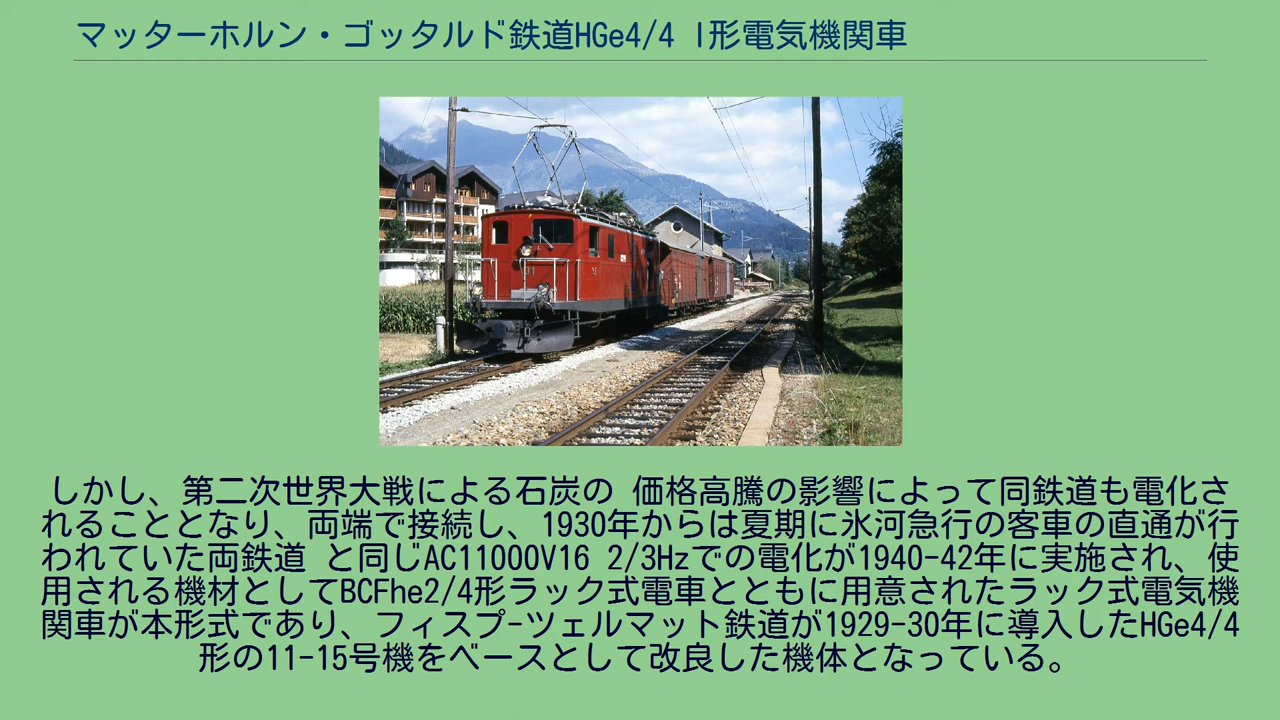 マッターホルン・ゴッタルド鉄道HGe4/4 I形電気機関車
しかし、第二次世界大戦による石炭の 価格高騰の影響によって同鉄道も電化さ
れることとなり、両端で接続し、1930年からは夏期に氷河急行の客車の直通が行
われていた両鉄道 と同じAC11000V16 2/3Hzでの電化が1940-42年に実施され、使
用される機材としてBCFhe2/4形ラック式電車とともに用意されたラック式電気機
関車が本形式であり、フィスプ-ツェルマット鉄道が1929-30年に導入したHGe4/4
形の11-15号機をベースとして改良した機体となっている。